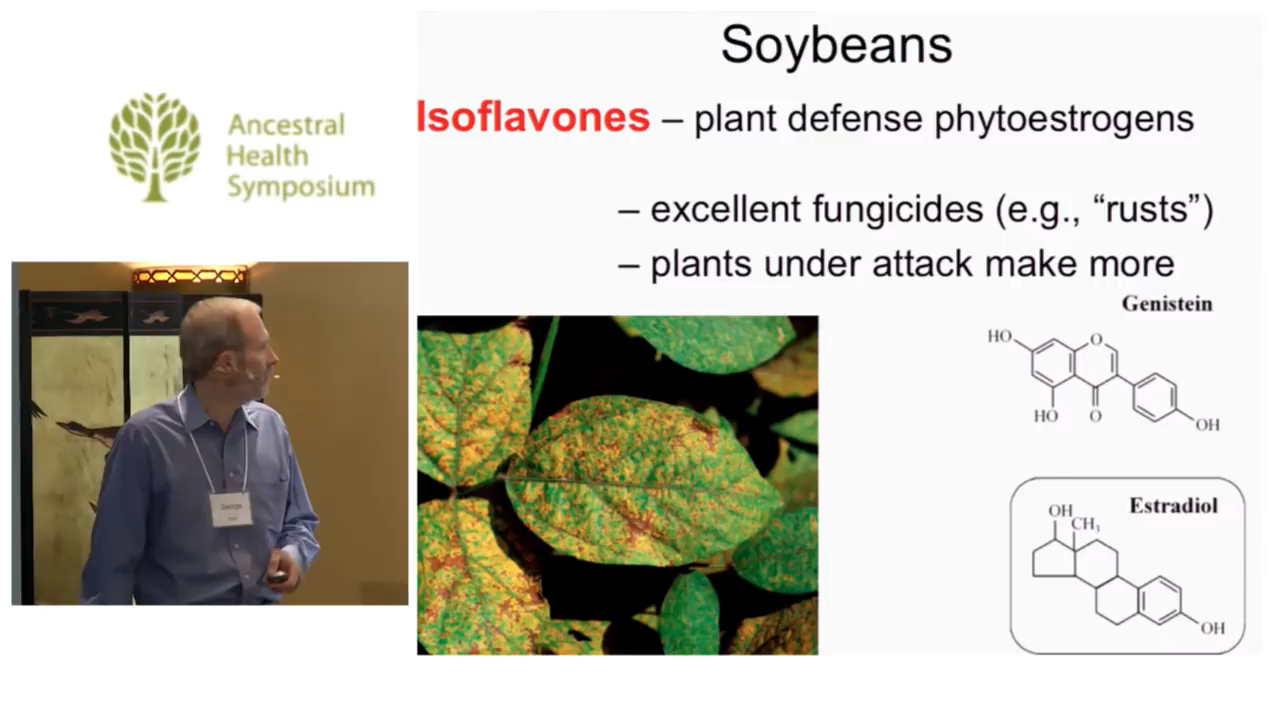 Soybeans
Isoflavones – plant defense phytoestrogens
– excellent fungicides (e.g., “rusts”)
– plants under attack make more
Ancestral
Health
Symposium
Genistein
HO
O
HO
O
OH
Estradiol
OH
CH₃
OH
George